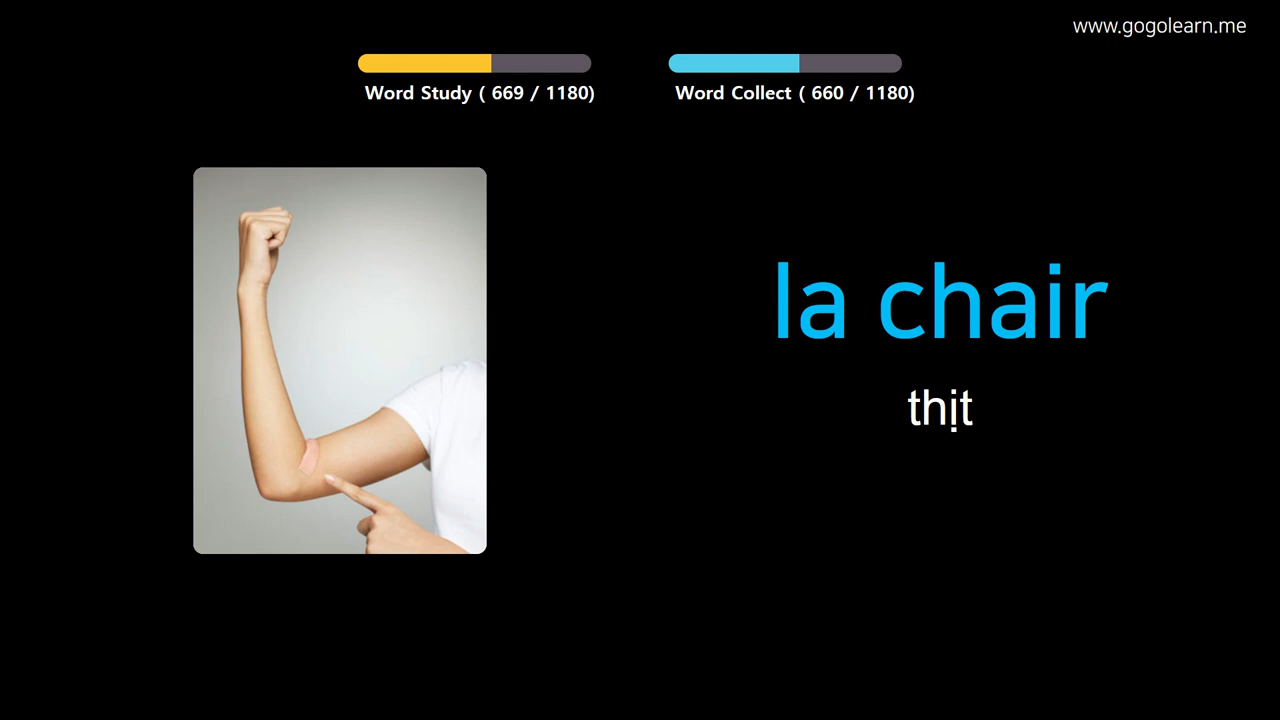 www.gogolearn.me
Word Study ( 669 / 1180)
Word Collect ( 660 / 1180)
la chair
thịt